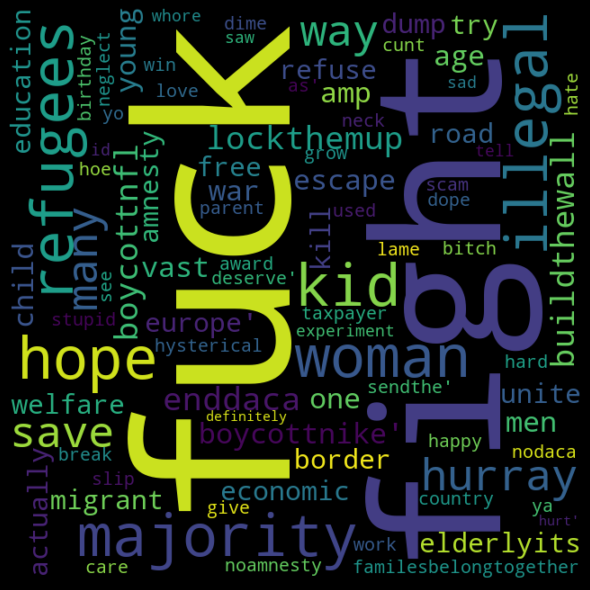 whore
dime
way
dump
try
cunt
saw
education
refugees
birthday
neglect
young
win
love
yo
refuse
as'
amp
age
sad
illegal
hate
fuck
fight
lockthemup
neck
road
id
hoe
amnesty
boycottnfl
many
free
grow
tell
war
escape
scam
parent
kill
used
dope
buildthewall
child
see
vast
award
deserve'
lame
bitch
stupid
europe'
kid
taxpayer
experiment
hope
hysterical
woman
hard
sendthe'
welfare
enddaca
one
unite
definitely
save
boycottnike'
happy
men
nodaca
break
border
hurray
actually
slip
migrant
economic
country
ya
give
hurt'
majority
work
elderlyits
care
noamnesty
familesbelongtogether